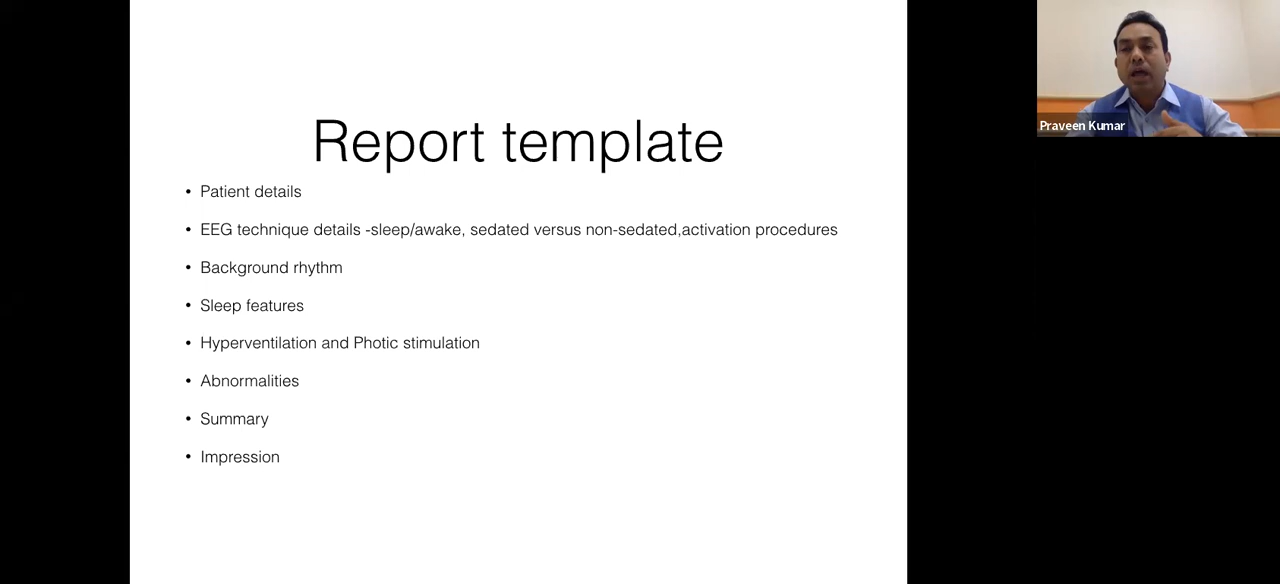 Report template
• Patient details
• EEG technique details -sleep/awake, sedated versus non-sedated,activation procedures
• Background rhythm
• Sleep features
• Hyperventilation and Photic stimulation
• Abnormalities
• Summary
• Impression
Praveen Kumar